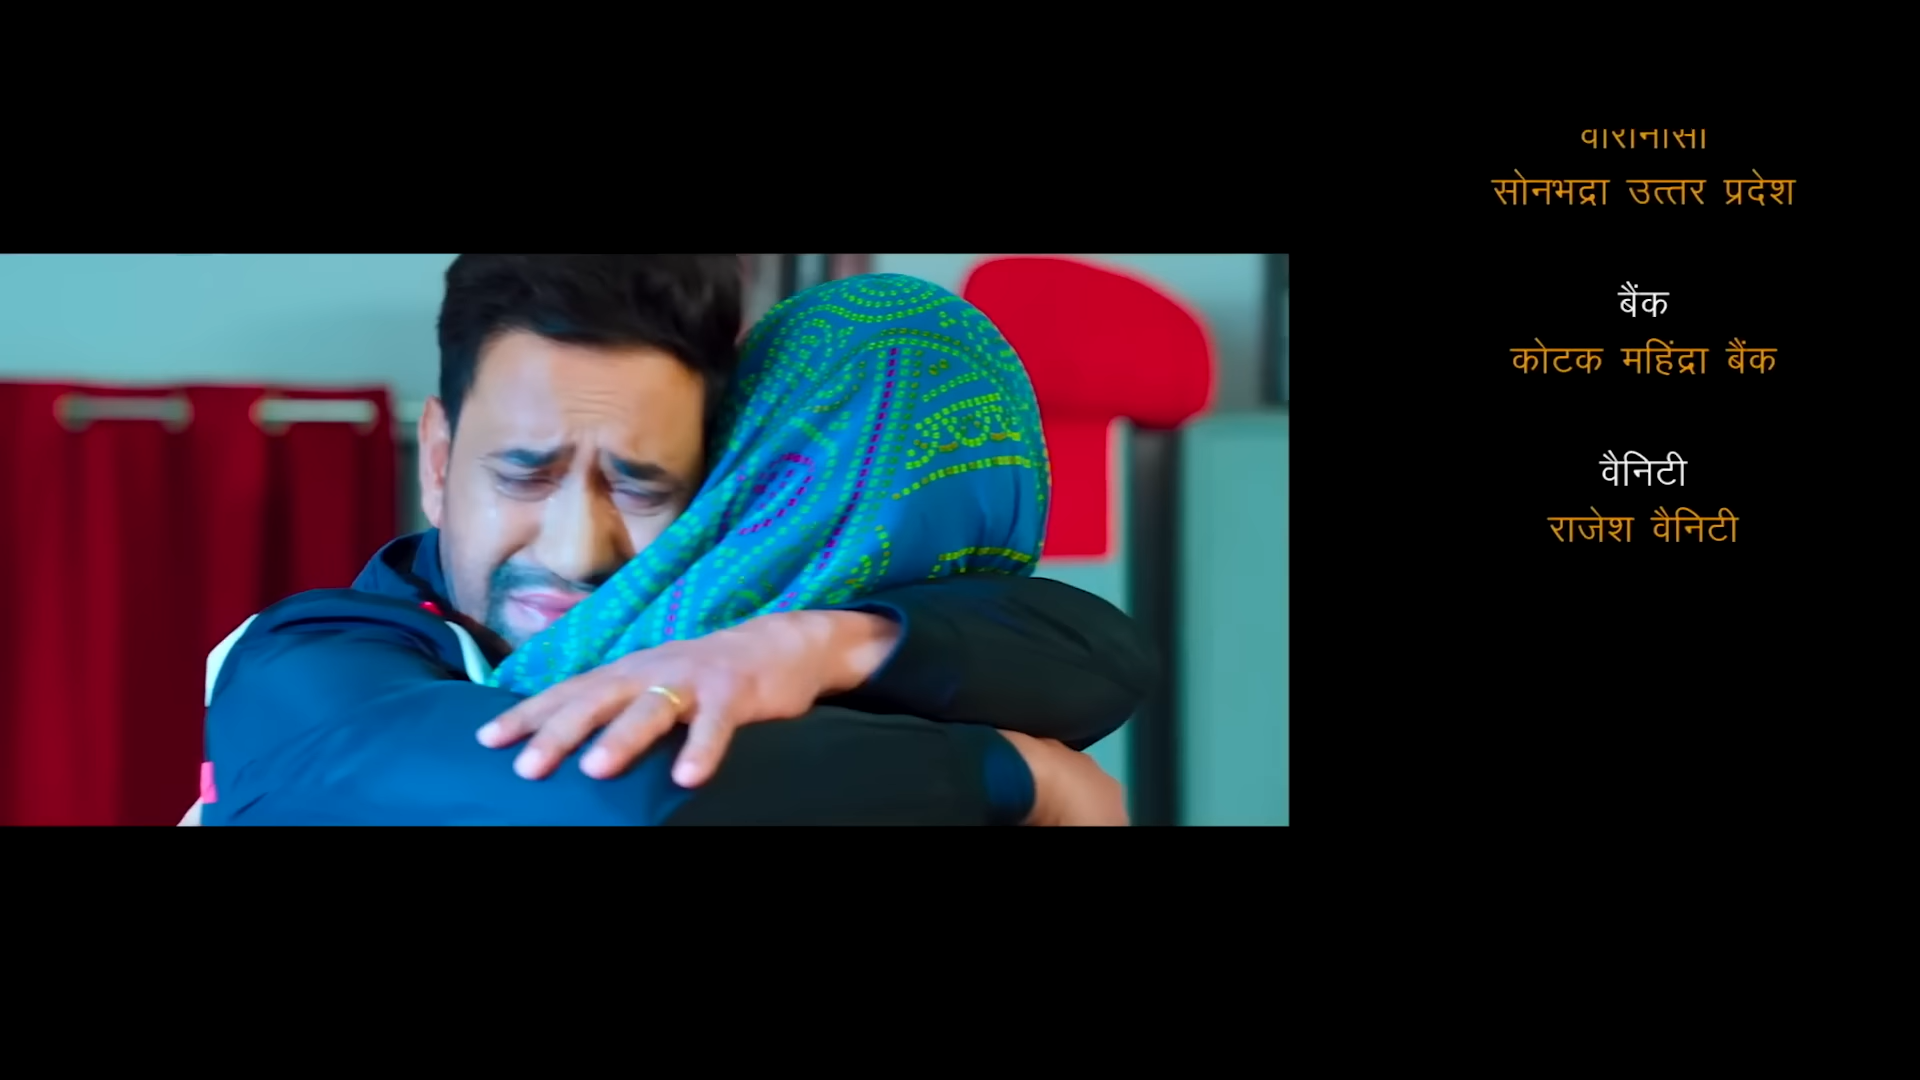 वारानासी
सोनभद्रा उत्तर प्रदेश
बैंक
कोटक महिंद्रा बैंक
वैनिटी
राजेश वैनिटी